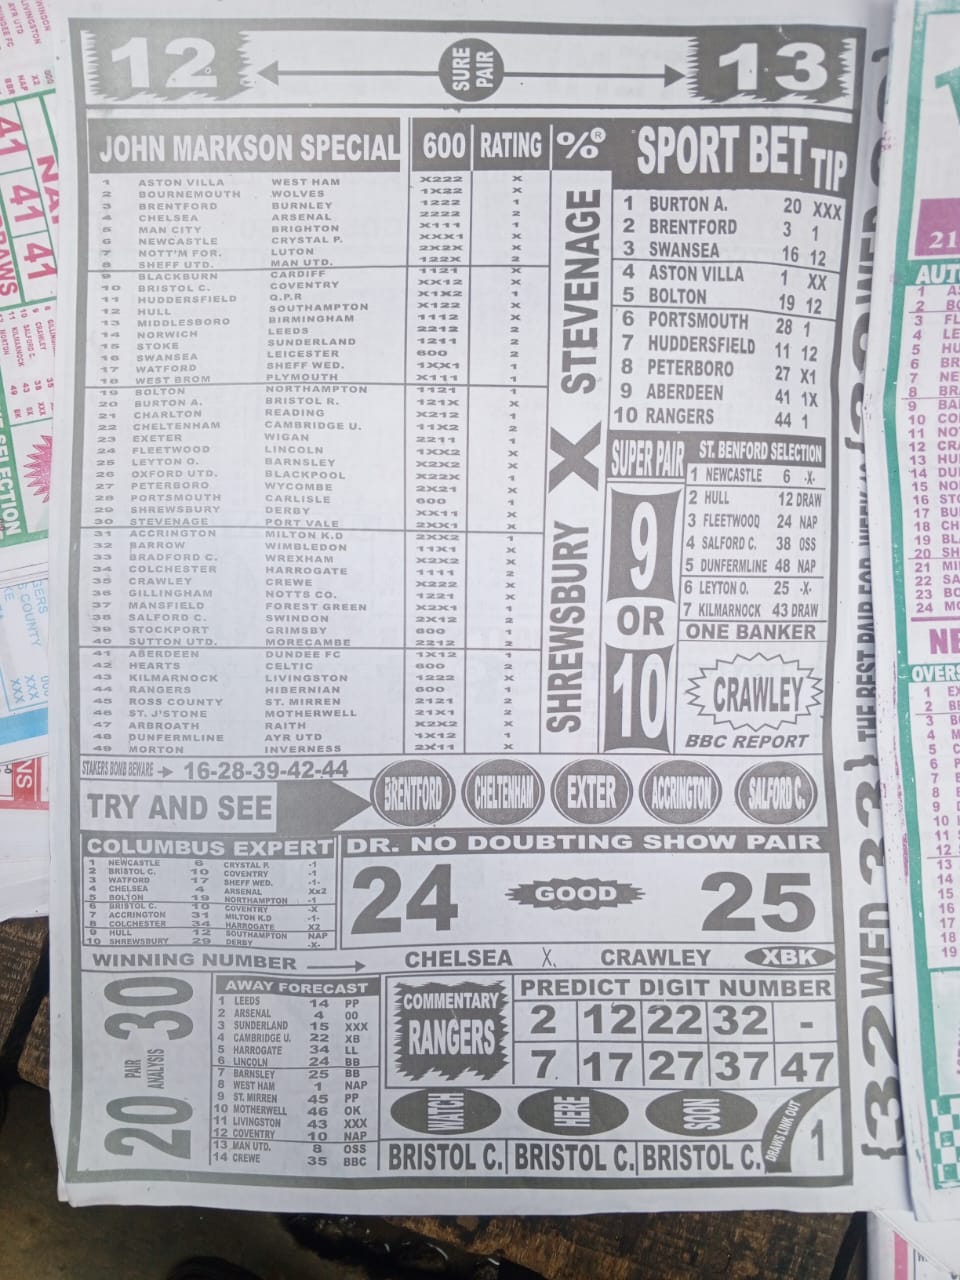 12 SURE PAIR 13
JOHN MARKSON SPECIAL 600 RATING %®
1 ASTON VILLA WEST HAM X222 X
2 BOURNEMOUTH WOLVES 1X22 X
3 BRENTFORD BURNLEY 1222 1
4 CHELSEA ARSENAL 2222 2
5 MAN CITY BRIGHTON X111 1
6 NEWCASTLE CRYSTAL P. XXX1 X
7 NOTT'M FOR. LUTON 2X2X 1
8 SHEFF UTD. MAN UTD. 122X 2
9 BLACKBURN CARDIFF 1121 X
10 BRISTOL C. COVENTRY XX12 X
11 HUDDERSFIELD Q.P.R X1X2 1
12 HULL SOUTHAMPTON X122 X
13 MIDDLESBORO BIRMINGHAM 1112 X
14 NORWICH LEEDS 2212 2
15 STOKE SUNDERLAND 1211 2
16 SWANSEA LEICESTER 600 2
17 WATFORD SHEFF WED. 1XX1 1
18 WEST BROM PLYMOUTH X111 1
19 BOLTON NORTHAMPTON 1121 1
20 BURTON A. BRISTOL R. 121X X
21 CHARLTON READING X212 1
22 CHELTENHAM CAMBRIDGE U. 11X2 2
23 EXETER WIGAN 2211 1
24 FLEETWOOD LINCOLN 1XX2 X
25 LEYTON O. BARNSLEY X2X2 X
26 OXFORD UTD. BLACKPOOL X22X 1
27 PETERBORO WYCOMBE 2X21 X
28 PORTSMOUTH CARLISLE 600 1
29 SHREWSBURY DERBY XX11 X
30 STEVENAGE PORT VALE 2XX1 X
31 ACCRINGTON MILTON K.D 2XX2 1
32 BARROW WIMBLEDON 11X1 X
33 BRADFORD C. WREXHAM X2X2 X
34 COLCHESTER HARROGATE 1111 2
35 CRAWLEY CREWE X222 X
36 GILLINGHAM NOTTS CO. 1221 X
37 MANSFIELD FOREST GREEN X2X1 1
38 SALFORD C. SWINDON 2X12 X
39 STOCKPORT GRIMSBY 600 1
40 SUTTON UTD. MORECAMBE 2212 2
41 ABERDEEN DUNDEE FC 1X12 1
42 HEARTS CELTIC 600 2
43 KILMARNOCK LIVINGSTON 1222 X
44 RANGERS HIBERNIAN 600 1
45 ROSS COUNTY ST. MIRREN 2121 2
46 ST. J'STONE MOTHERWELL 21X1 2
47 ARBROATH RAITH X2X2 X
48 DUNFERMLINE AYR UTD 1X12 1
49 MORTON INVERNESS 2X11 X
SHREWSBURY X STEVENAGE
SPORT BET TIP
1 BURTON A. 20 XXX
2 BRENTFORD 3 1
3 SWANSEA 16 12
4 ASTON VILLA 1 XX
5 BOLTON 19 12
6 PORTSMOUTH 28 1
7 HUDDERSFIELD 11 12
8 PETERBORO 27 X1
9 ABERDEEN 41 1X
10 RANGERS 44 1
SUPER PAIR
9
OR
10
ST. BENFORD SELECTION
1 NEWCASTLE 6 -X-
2 HULL 12 DRAW
3 FLEETWOOD 24 NAP
4 SALFORD C. 38 OSS
5 DUNFERMLINE 48 NAP
6 LEYTON O. 25 -X-
7 KILMARNOCK 43 DRAW
ONE BANKER
CRAWLEY
BBC REPORT
STAKERS BOMB BEWARE 16-28-39-42-44
TRY AND SEE BRENTFORD CHELTENHAM EXTER ACCRINGTON SALFORD C.
COLUMBUS EXPERT
1 NEWCASTLE 6 CRYSTAL P. -1
2 BRISTOL C. 10 COVENTRY -1
3 WATFORD 17 SHEFF WED. -1-
4 CHELSEA 4 ARSENAL XX2
5 BOLTON 19 NORTHAMPTON -1
6 BRISTOL C. 10 COVENTRY -X
7 ACCRINGTON 31 MILTON K.D -1-
8 COLCHESTER 34 HARROGATE X2
9 HULL 12 SOUTHAMPTON NAP
10 SHREWSBURY 29 DERBY -X-
DR. NO DOUBTING SHOW PAIR
24 GOOD 25
WINNING NUMBER CHELSEA X CRAWLEY XBK
20 PAIR ANALYSIS 30
AWAY FORECAST
1 LEEDS 14 PP
2 ARSENAL 4 00
3 SUNDERLAND 15 XXX
4 CAMBRIDGE U. 22 XB
5 HARROGATE 34 LL
6 LINCOLN 24 BB
7 BARNSLEY 25 BB
8 WEST HAM 1 NAP
9 ST. MIRREN 45 PP
10 MOTHERWELL 46 OK
11 LIVINGSTON 43 XXX
12 COVENTRY 10 NAP
13 MAN UTD. 8 OSS
14 CREWE 35 BBC
COMMENTARY
RANGERS
PREDICT DIGIT NUMBER
2 12 22 32 -
7 17 27 37 47
WATCH HERE SOON
BRISTOL C. BRISTOL C. BRISTOL C.
DRAWS LINK OUT 1